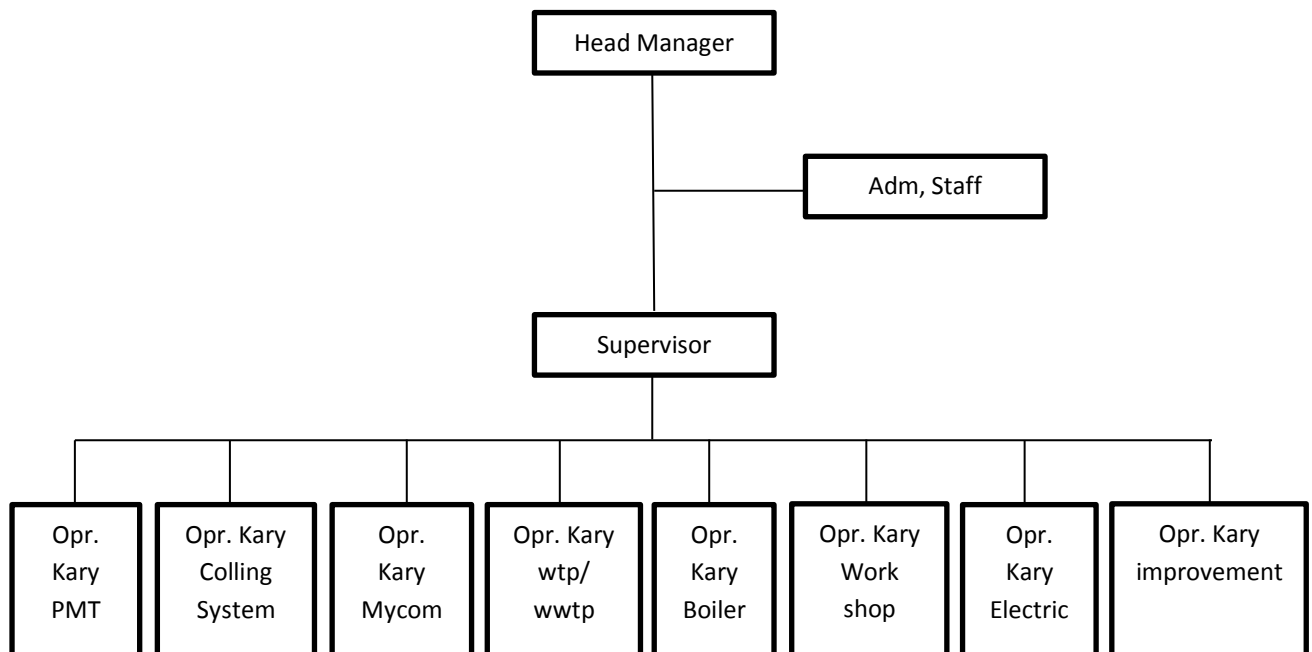 Head Manager
Adm, Staff
Supervisor
Opr.
Kary
PMT
Opr. Kary
Colling
System
Opr.
Kary
Mycom
Opr. Kary
wtp/
wwtp
Opr.
Kary
Boiler
Opr. Kary
Work
shop
Opr.
Kary
Electric
Opr. Kary
improvement